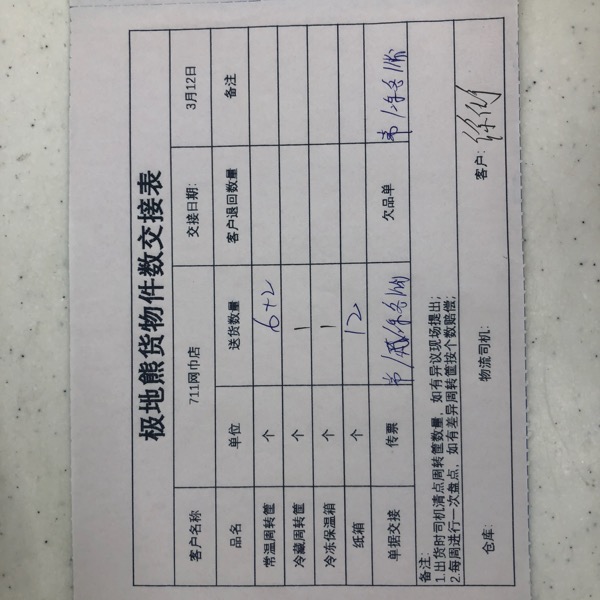 极地熊货物件数交接表
客户名称 711网巾店 交接日期: 3月12日
品名 单位 送货数量 客户退回数量 备注
常温周转筐 个 6+2
冷藏周转筐 个 1
冷冻保温箱 个 1
纸箱 个 12
单据交接 传票 欠品单
备注:
1.出货时司机清点周转筐数量，如有异议现场提出;
2.每周进行一次盘点，如有差异周转筐按个数赔偿;
仓库: 物流司机: 客户: